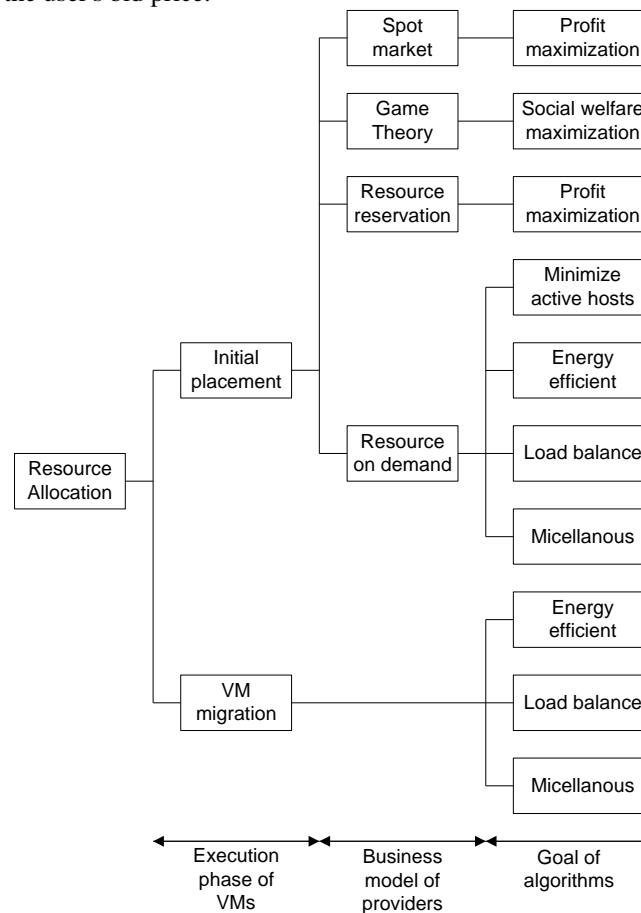 the user's bid price.
Spot
market
Profit
maximization
Game
Theory
Social welfare
maximization
Resource
reservation
Profit
maximization
Minimize
active hosts
Initial
placement
Energy
efficient
Resource
Allocation
Resource
on demand
Load balance
Micellanous
Energy
efficient
VM
migration
Load balance
Micellanous
Execution
phase of
VMs
Business
model of
providers
Goal of
algorithms